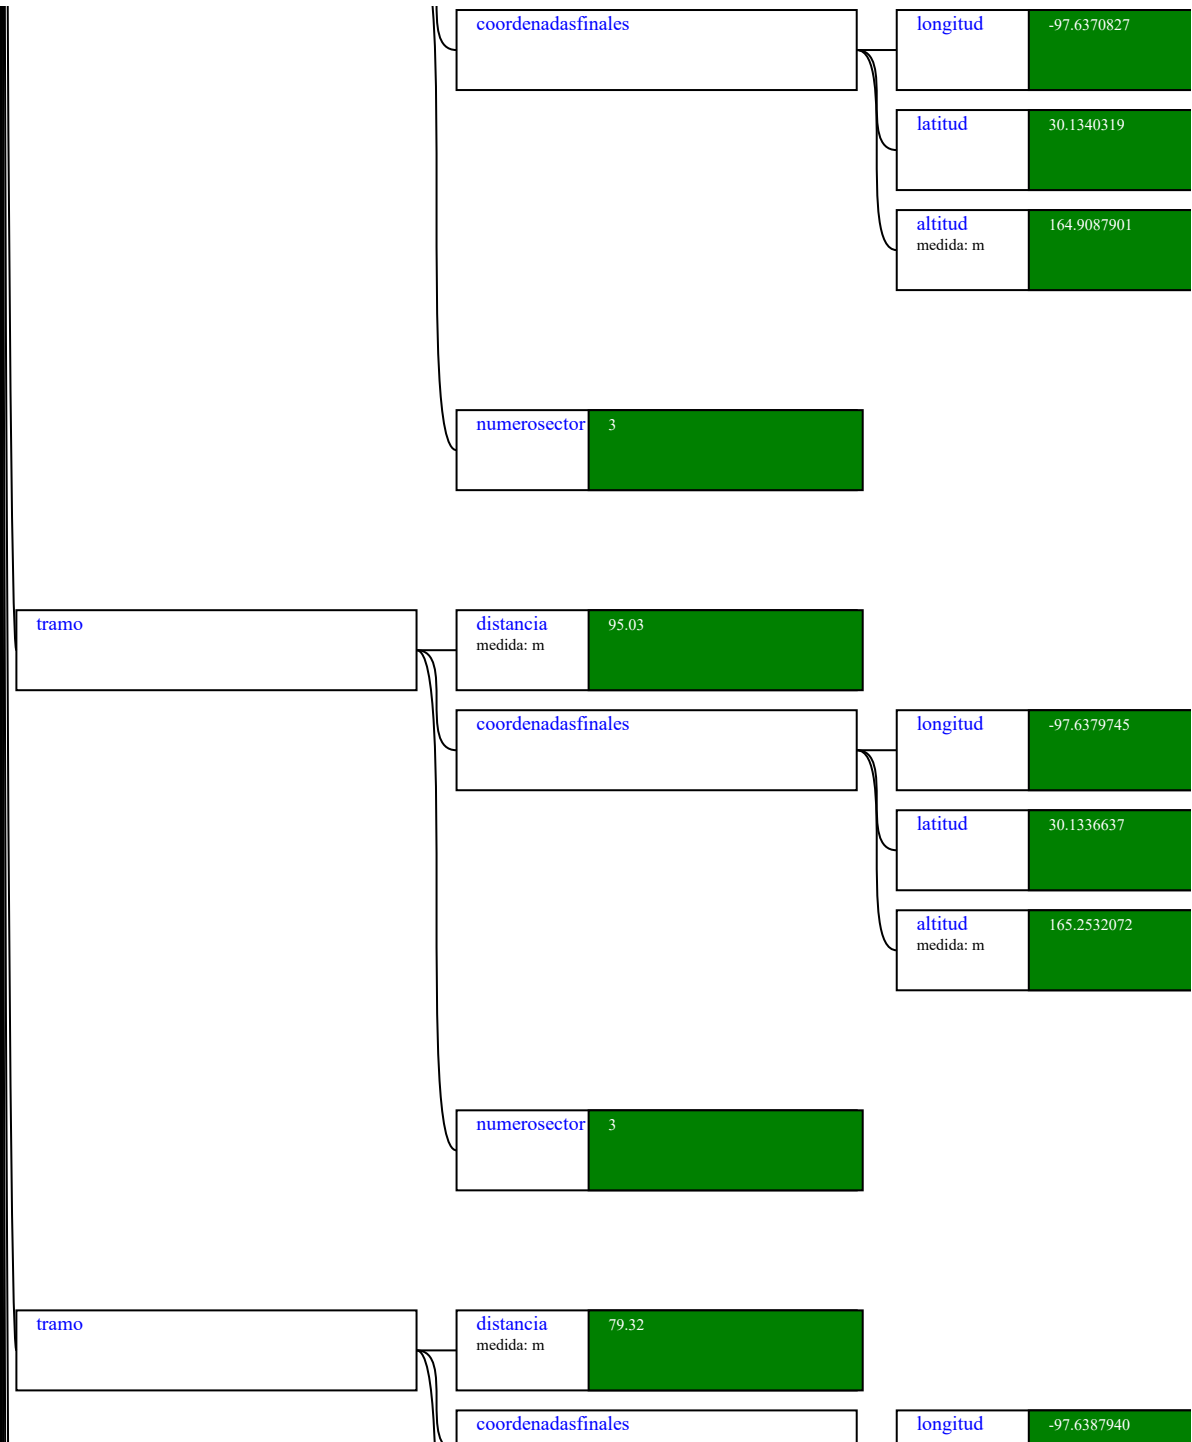 coordenadasfinales
longitud
-97.6370827
latitud
30.1340319
altitud
164.9087901
medida: m
numerosector
3
tramo
distancia
95.03
medida: m
coordenadasfinales
longitud
-97.6379745
latitud
30.1336637
altitud
165.2532072
medida: m
numerosector
3
tramo
distancia
79.32
medida: m
coordenadasfinales
longitud
-97.6387940